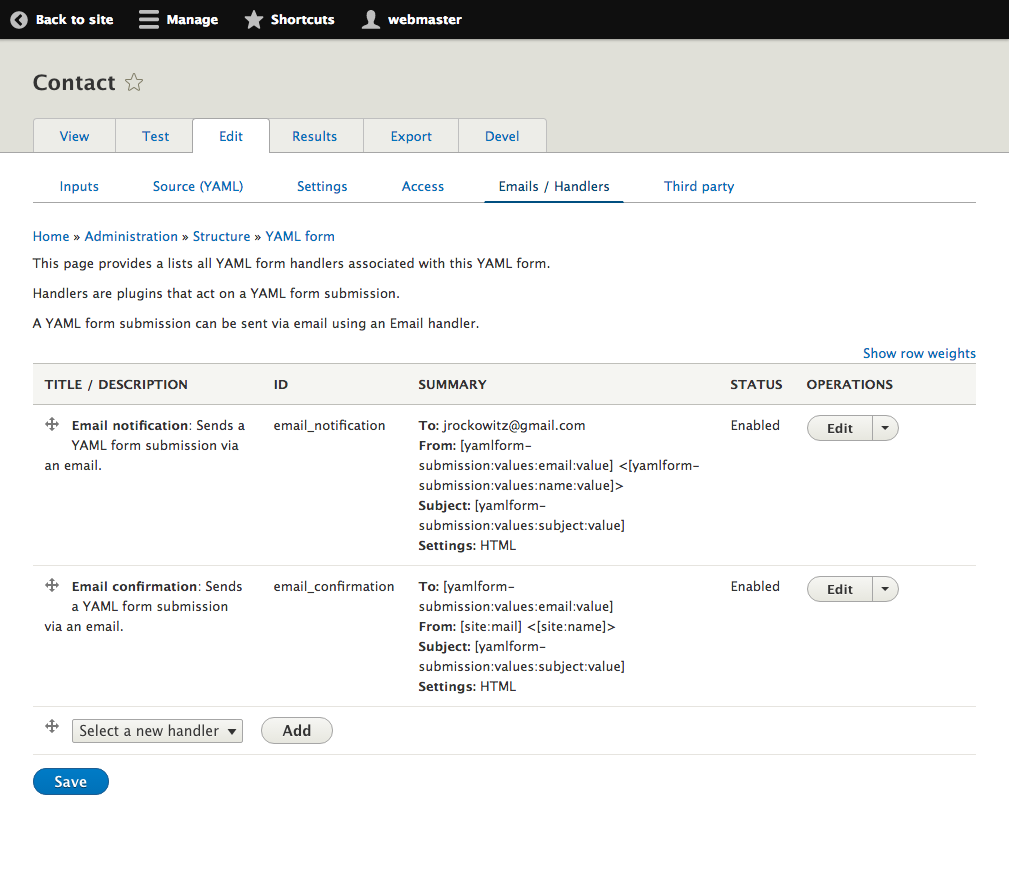 Back to site Manage Shortcuts webmaster
Contact
View Test Edit Results Export Devel
Inputs Source (YAML) Settings Access Emails / Handlers Third party
Home » Administration » Structure » YAML form
This page provides a lists all YAML form handlers associated with this YAML form.
Handlers are plugins that act on a YAML form submission.
A YAML form submission can be sent via email using an Email handler.
Show row weights
TITLE / DESCRIPTION ID SUMMARY STATUS OPERATIONS
Email notification: Sends a
YAML form submission via
an email.
email_notification
To: jrockowitz@gmail.com
From: [yamlform-
submission:values:email:value] <[yamlform-
submission:values:name:value]>
Subject: [yamlform-
submission:values:subject:value]
Settings: HTML
Enabled
Edit
Email confirmation: Sends
a YAML form submission
via an email.
email_confirmation
To: [yamlform-
submission:values:email:value]
From: [site:mail] <[site:name]>
Subject: [yamlform-
submission:values:subject:value]
Settings: HTML
Enabled
Edit
Select a new handler Add
Save